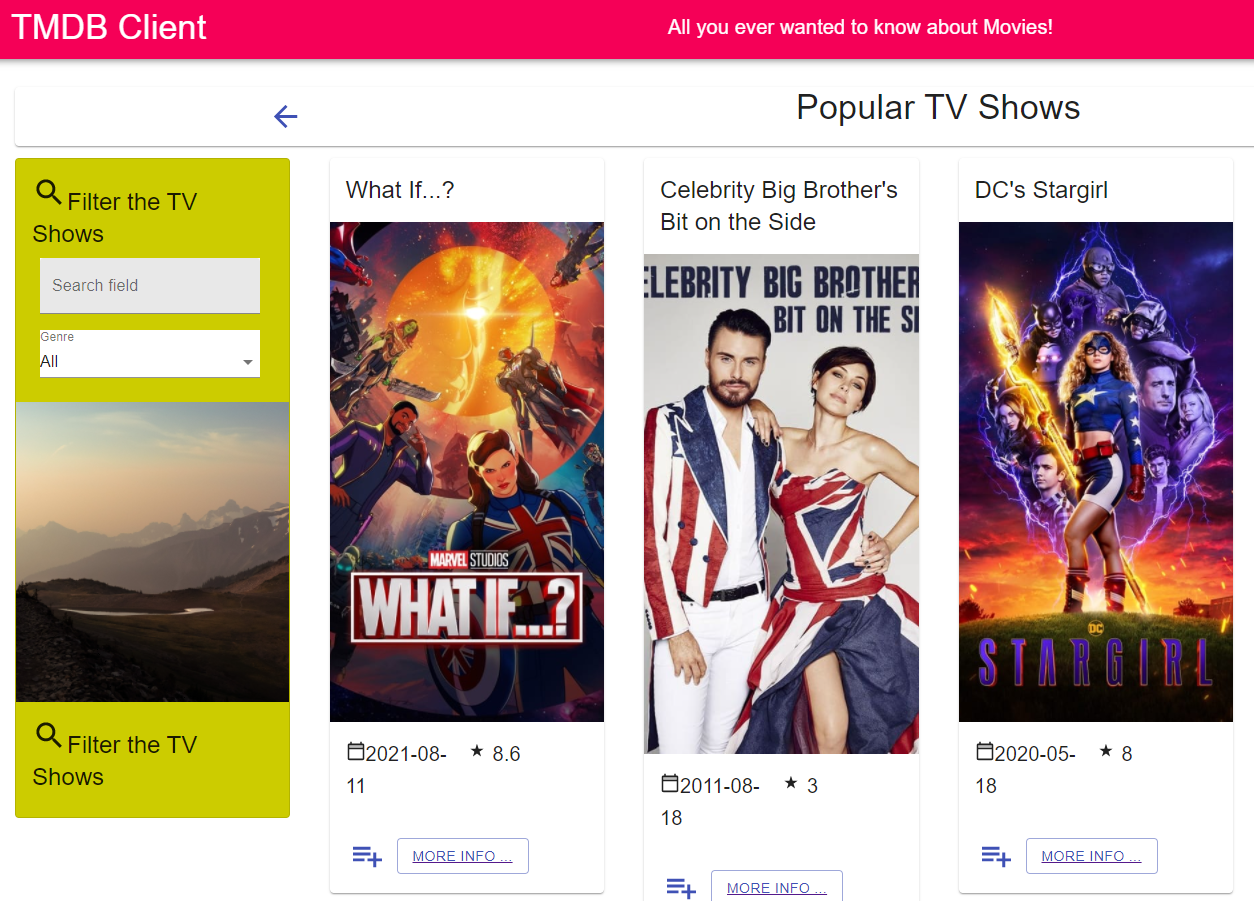 TMDB Client
All you ever wanted to know about Movies!
Popular TV Shows
Filter the TV
Shows
Search field
Genre
All
Filter the TV
Shows
What If...?
MARVEL STUDIOS
WHAT IF...?
2021-08-
11
★ 8.6
MORE INFO ...
Celebrity Big Brother's
Bit on the Side
ELEBRITY BIG BROTHER
BIT ON THE SI
2011-08-
18
★ 3
MORE INFO ...
DC's Stargirl
DC
STARGIRL
2020-05-
18
★ 8
MORE INFO ...